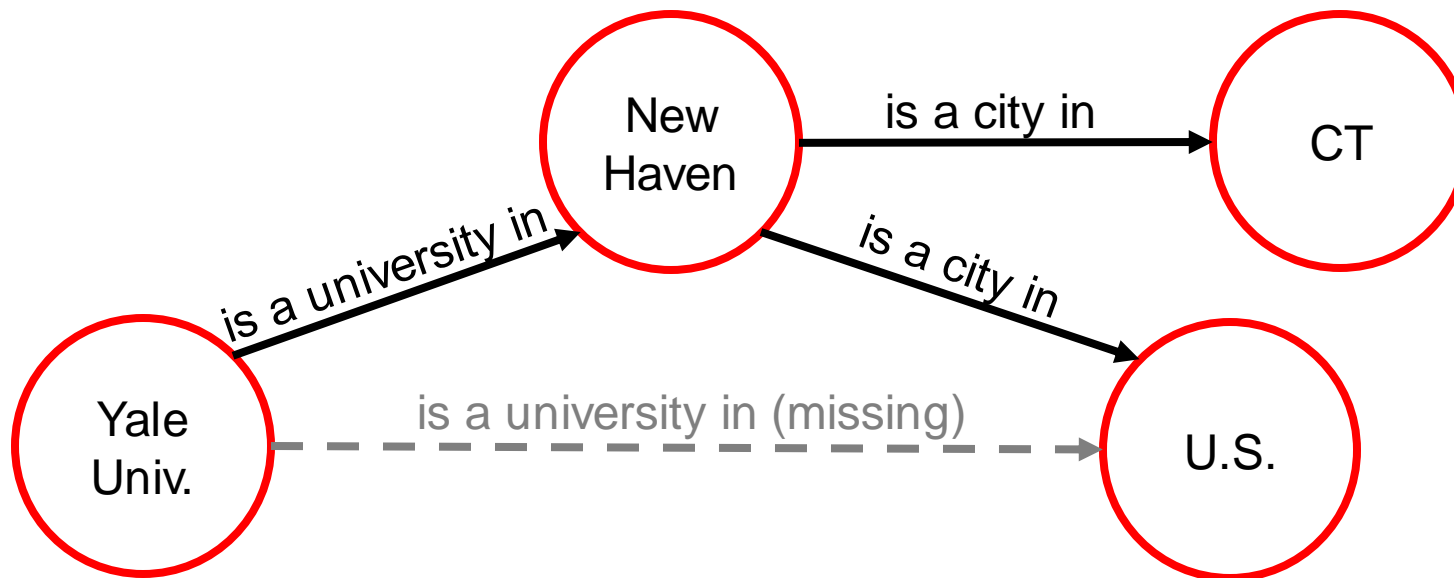 New
Haven
is a city in
CT
is a university in
is a city in
Yale
Univ.
is a university in (missing)
U.S.